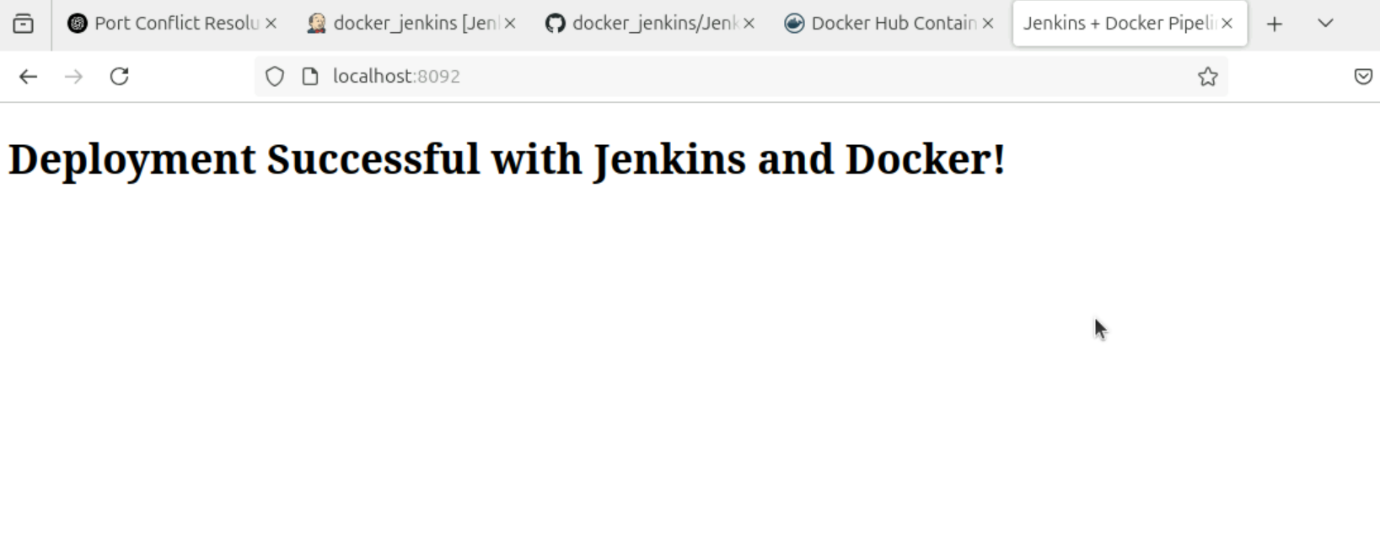 Port Conflict Resolu
docker_jenkins [Jen
docker_jenkins/Jenk
Docker Hub Contain
Jenkins + Docker Pipeli
localhost:8092
Deployment Successful with Jenkins and Docker!